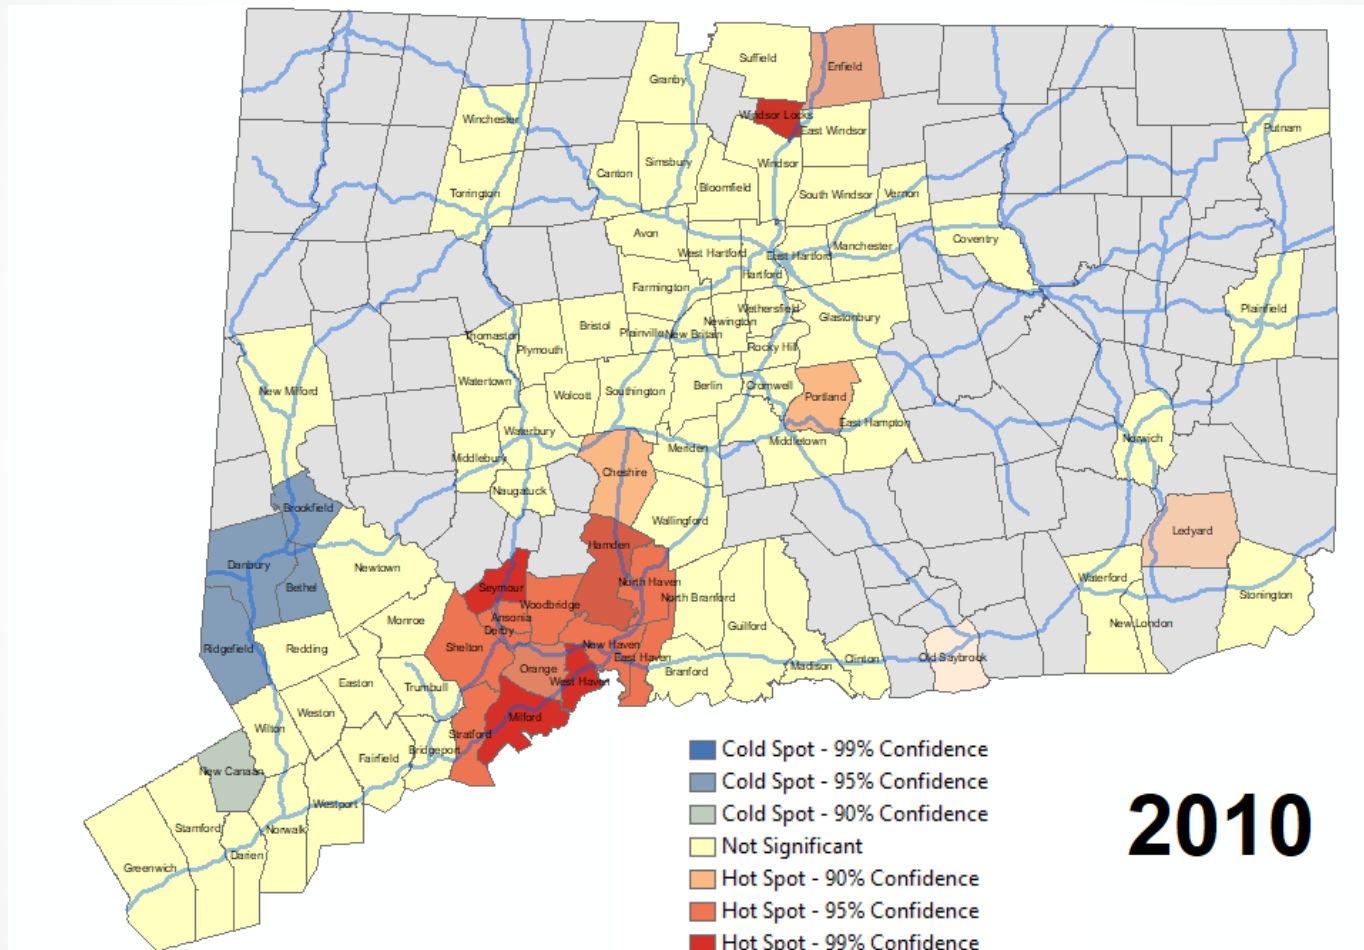 Suffield
Enfield
Granby
Windsor Locks
Winchester
East Windsor
Putnam
Simsbury
Windsor
Canton
Bloomfield
Torrington
South Windsor
Vernon
Avon
Coventry
West Hartford
Manchester
East Hartford
Hartford
Farmington
Plainfield
Wethersfield
Glastonbury
Newington
Bristol
Plainville
New Britain
Thomaston
Plymouth
Rocky Hill
Watertown
New Milford
Wolcott
Southington
Berlin
Cromwell
Portland
East Hampton
Waterbury
Middletown
Norwich
Meriden
Middlebury
Cheshire
Naugatuck
Brookfield
Wallingford
Ledyard
Hamden
Danbury
Newtown
Waterford
North Haven
Bethel
Seymour
Stonington
North Branford
Woodbridge
Ansonia
Monroe
New London
Guilford
Derby
Ridgefield
Redding
Shelton
New Haven
East Haven
Clinton
Old Saybrook
Madison
Orange
Branford
West Haven
Easton
Trumbull
Weston
Milford
Wilton
Stratford
Bridgeport
Fairfield
New Canaan
Westport
Stamford
Norwalk
Darien
Greenwich
Cold Spot - 99% Confidence
Cold Spot - 95% Confidence
Cold Spot - 90% Confidence
Not Significant
Hot Spot - 90% Confidence
Hot Spot - 95% Confidence
Hot Spot - 99% Confidence
2010